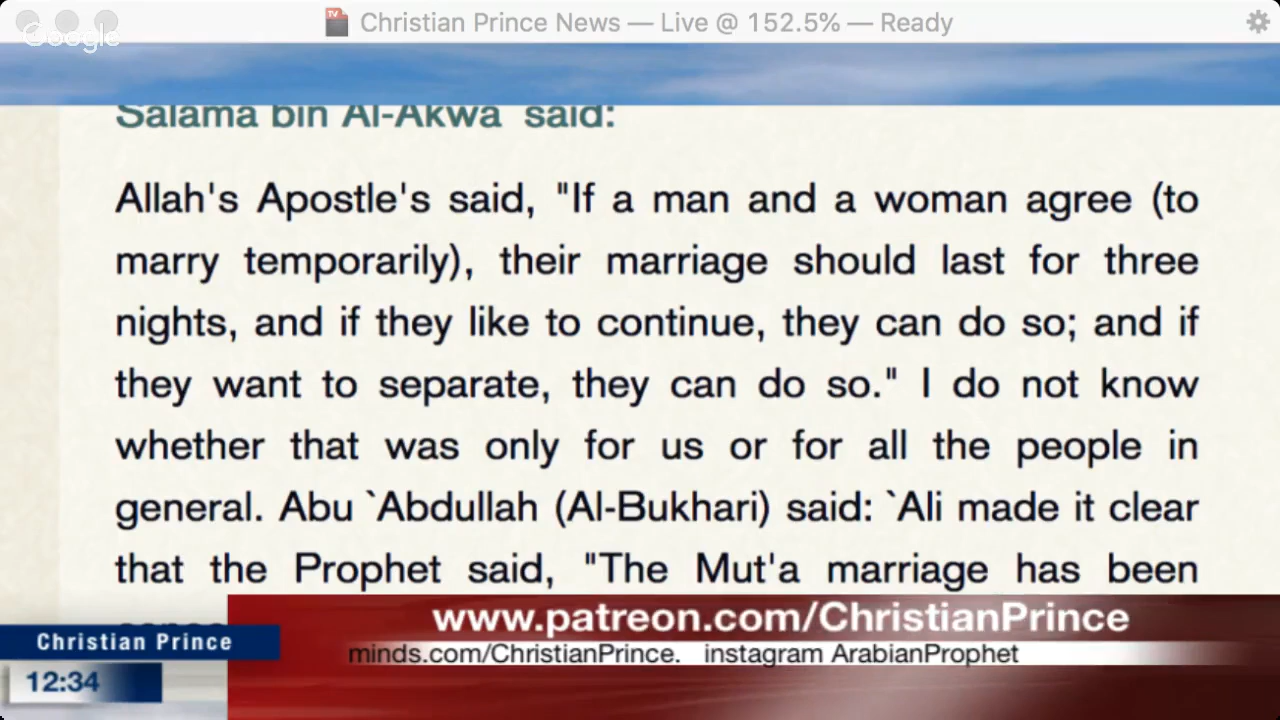 Christian Prince News — Live @ 152.5% — Ready
Google
Salama bin Al-Akwa` said:
Allah's Apostle's said, "If a man and a woman agree (to
marry temporarily), their marriage should last for three
nights, and if they like to continue, they can do so; and if
they want to separate, they can do so." I do not know
whether that was only for us or for all the people in
general. Abu `Abdullah (Al-Bukhari) said: `Ali made it clear
that the Prophet said, "The Mut'a marriage has been
www.patreon.com/ChristianPrince
Christian Prince
minds.com/ChristianPrince. instagram ArabianProphet
12:34